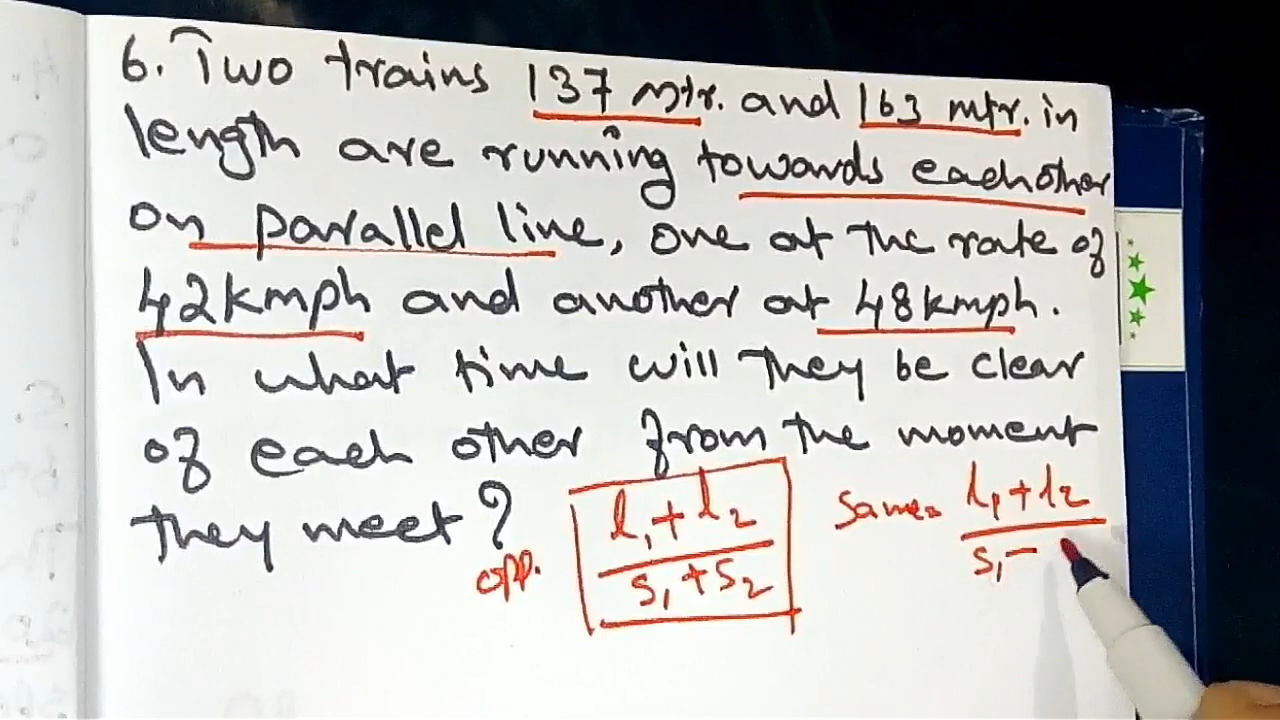 6. Two trains 137 mtr. and 163 mtr. in
length are running towards each other
on parallel line, one at the rate of
42kmph and another at 48kmph.
In what time will they be clear
of each other from the moment
they meet?
opp. l₁+l₂ / s₁+s₂
same= l₁+l₂ / s₁-